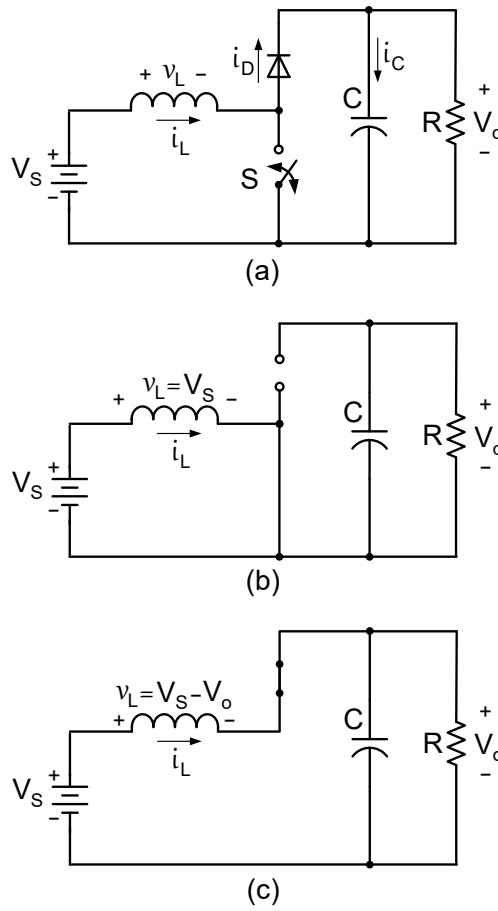 i_D
i_C
+ v_L -
C
+
i_L
R
V_o
+
V_S
S
-
-
(a)
v_L = V_S
+
-
C
+
i_L
R
V_o
+
V_S
-
-
(b)
v_L = V_S - V_o
+
-
C
+
i_L
R
V_o
+
V_S
-
-
(c)